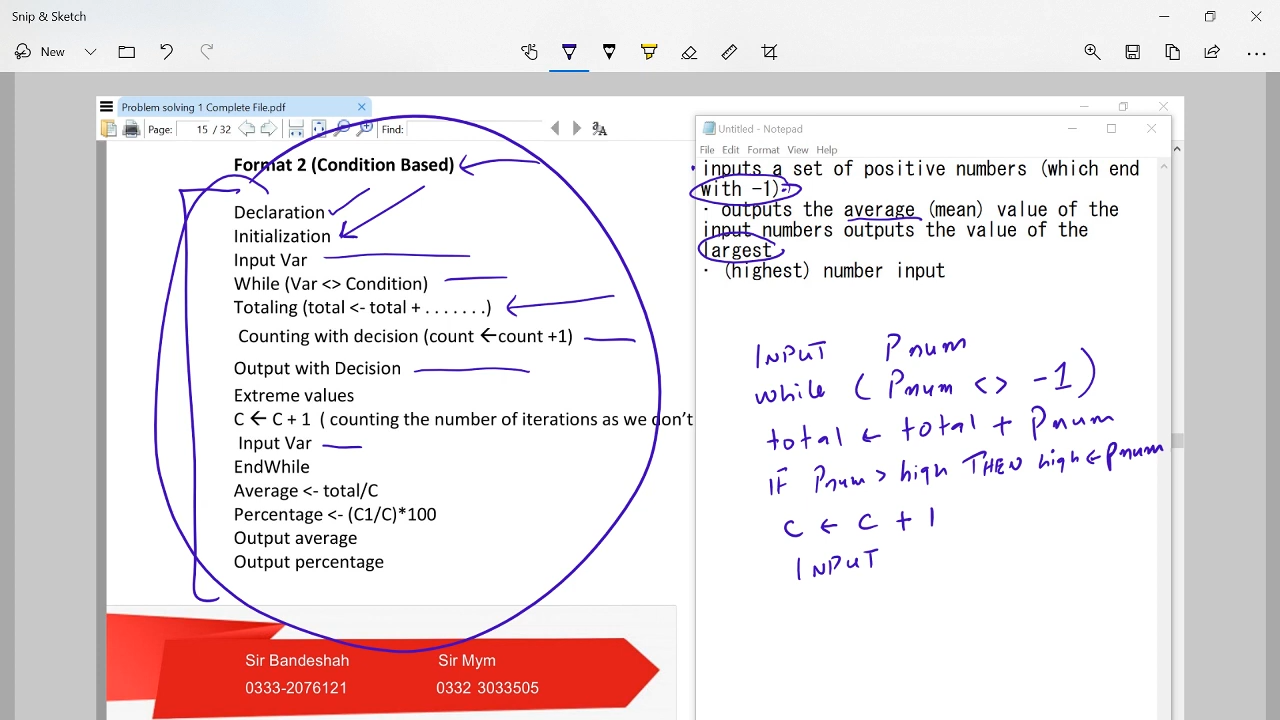 Snip & Sketch
New
Problem solving 1 Complete File.pdf
Page: 15 / 32 Find:
Format 2 (Condition Based)
Declaration
Initialization
Input Var
While (Var <> Condition)
Totaling (total <- total + . . . . . . .)
Counting with decision (count 🡨count +1)
Output with Decision
Extreme values
C 🡨 C + 1 ( counting the number of iterations as we don't
Input Var
EndWhile
Average <- total/C
Percentage <- (C1/C)*100
Output average
Output percentage
Sir Bandeshah Sir Mym
0333-2076121 0332 3033505
Untitled - Notepad
File Edit Format View Help
· inputs a set of positive numbers (which end
with -1).
· outputs the average (mean) value of the
input numbers outputs the value of the
largest
· (highest) number input
INPUT Pnum
while ( Pnum <> -1)
total ← total + Pnum
IF Pnum > high THEN high ← Pnum
C ← C + 1
INPUT